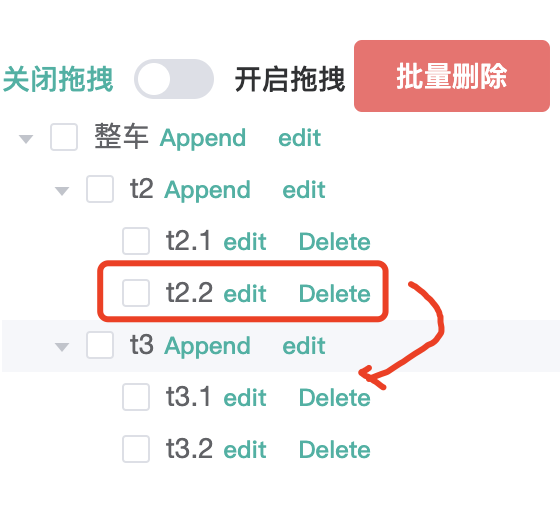 关闭拖拽 开启拖拽 批量删除
整车 Append edit
t2 Append edit
t2.1 edit Delete
t2.2 edit Delete
t3 Append edit
t3.1 edit Delete
t3.2 edit Delete